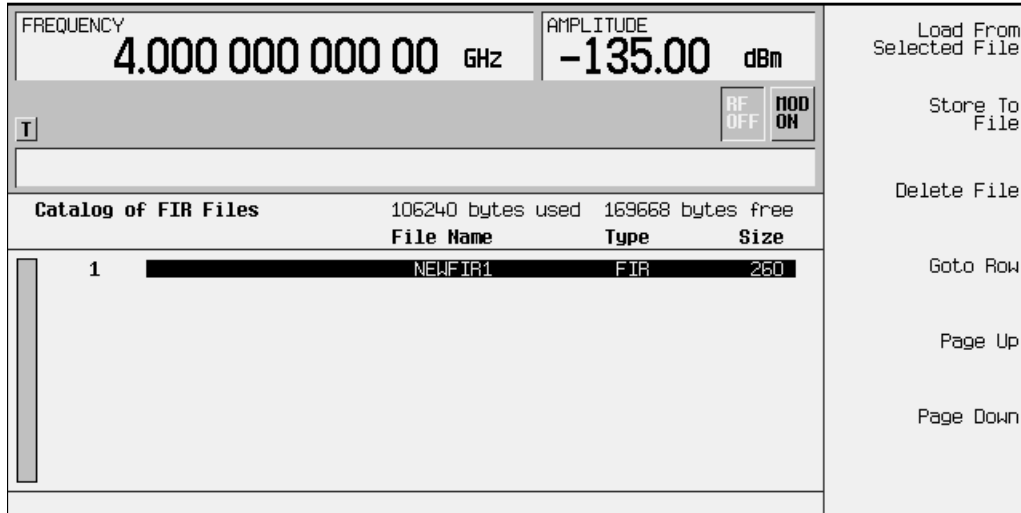 FREQUENCY
4.000 000 000 00 GHz
AMPLITUDE
-135.00 dBm
RF OFF
MOD ON
T
Catalog of FIR Files 106240 bytes used 169668 bytes free
File Name Type Size
1 NEWFIR1 FIR 260
Load From
Selected File
Store To
File
Delete File
Goto Row
Page Up
Page Down